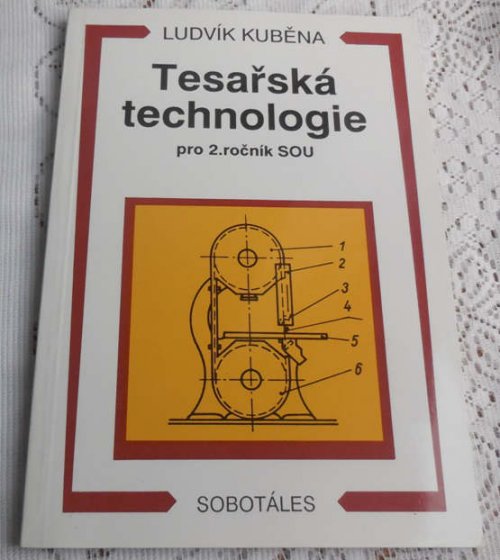 LUDVÍK KUBĚNA
Tesařská
technologie
pro 2.ročník SOU
1
2
3
4
5
6
SOBOTÁLES